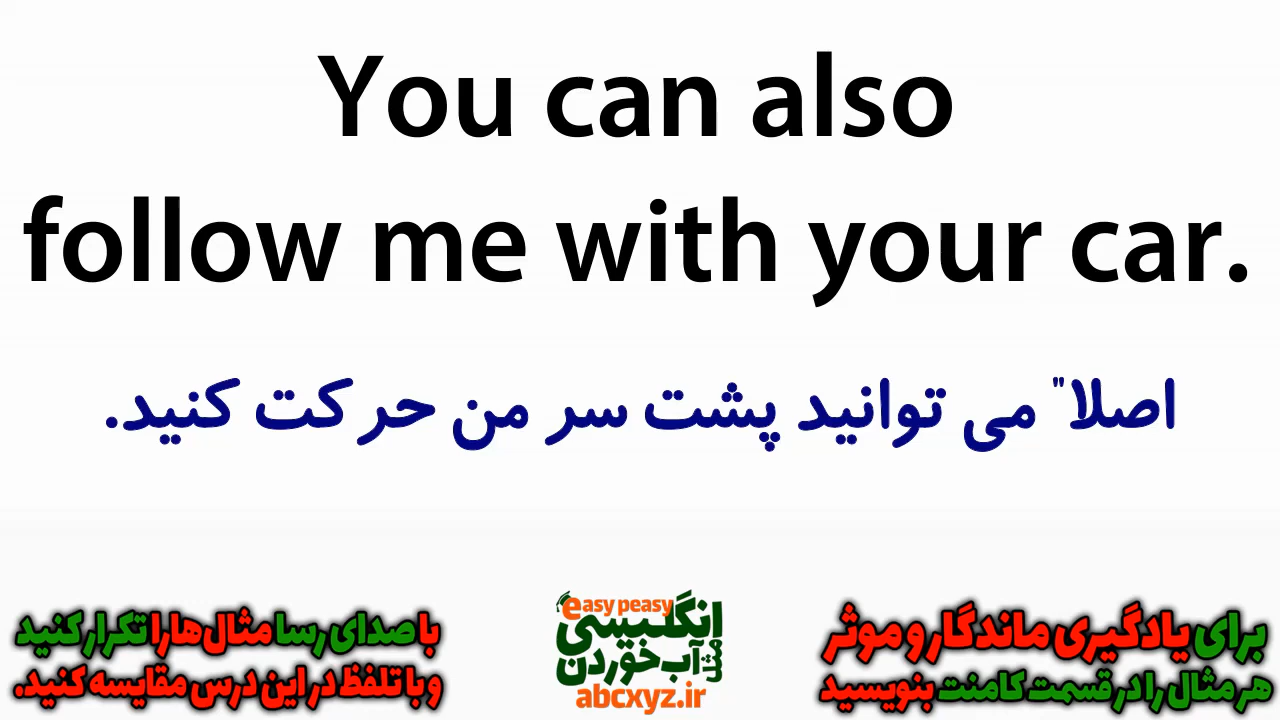 You can also
follow me with your car.
اصلا" می توانید پشت سر من حرکت کنید.
برای یادگیری ماندگار و موثر
هر مثال را در قسمت کامنت بنویسید
easy peasy
انگلیسی
مثل آب خوردن
abcxyz.ir
با صدای رسا مثال‌ها را تکرار کنید
و با تلفظ در این درس مقایسه کنید.